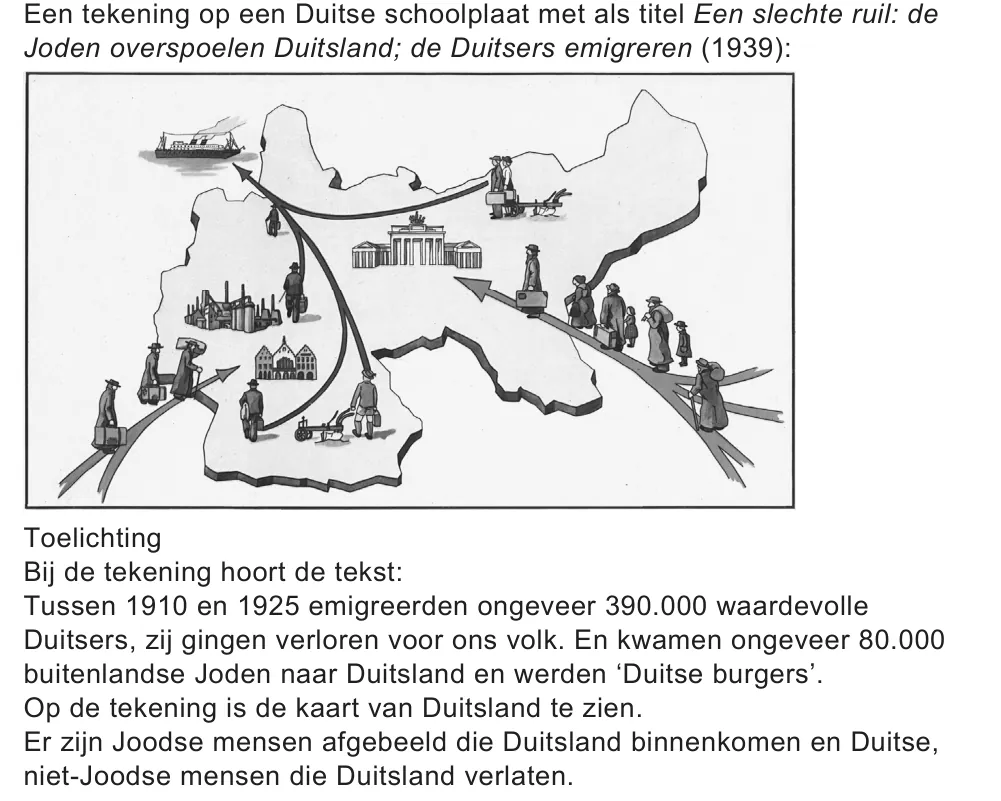 Een tekening op een Duitse schoolplaat met als titel Een slechte ruil: de
Joden overspoelen Duitsland; de Duitsers emigreren (1939):
Toelichting
Bij de tekening hoort de tekst:
Tussen 1910 en 1925 emigreerden ongeveer 390.000 waardevolle
Duitsers, zij gingen verloren voor ons volk. En kwamen ongeveer 80.000
buitenlandse Joden naar Duitsland en werden ‘Duitse burgers’.
Op de tekening is de kaart van Duitsland te zien.
Er zijn Joodse mensen afgebeeld die Duitsland binnenkomen en Duitse,
niet-Joodse mensen die Duitsland verlaten.